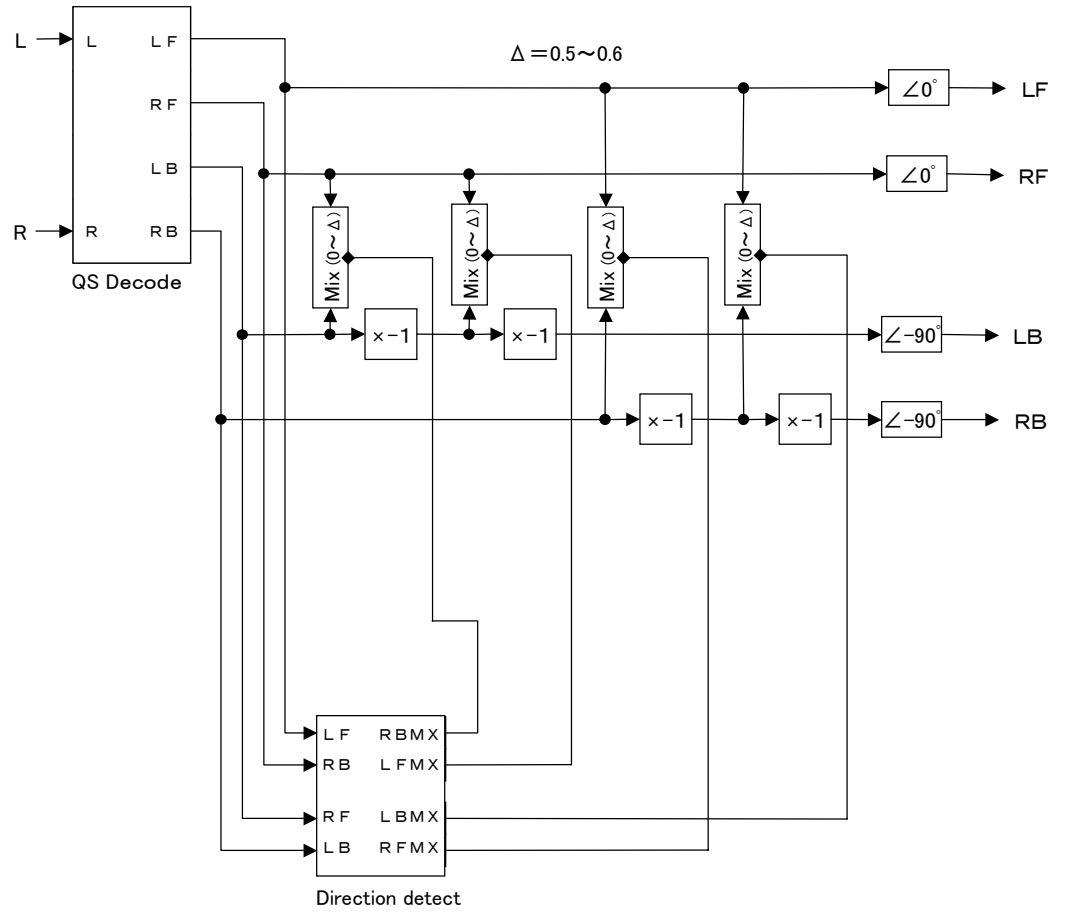 Δ＝0.5～0.6
L
L
LF
RF
LB
R
R
RB
QS Decode
∠0°
LF
∠0°
RF
Mix (0～Δ)
Mix (0～Δ)
Mix (0～Δ)
Mix (0～Δ)
×-1
×-1
∠-90°
LB
×-1
×-1
∠-90°
RB
LF RBMX
RB LFMX
RF LBMX
LB RFMX
Direction detect